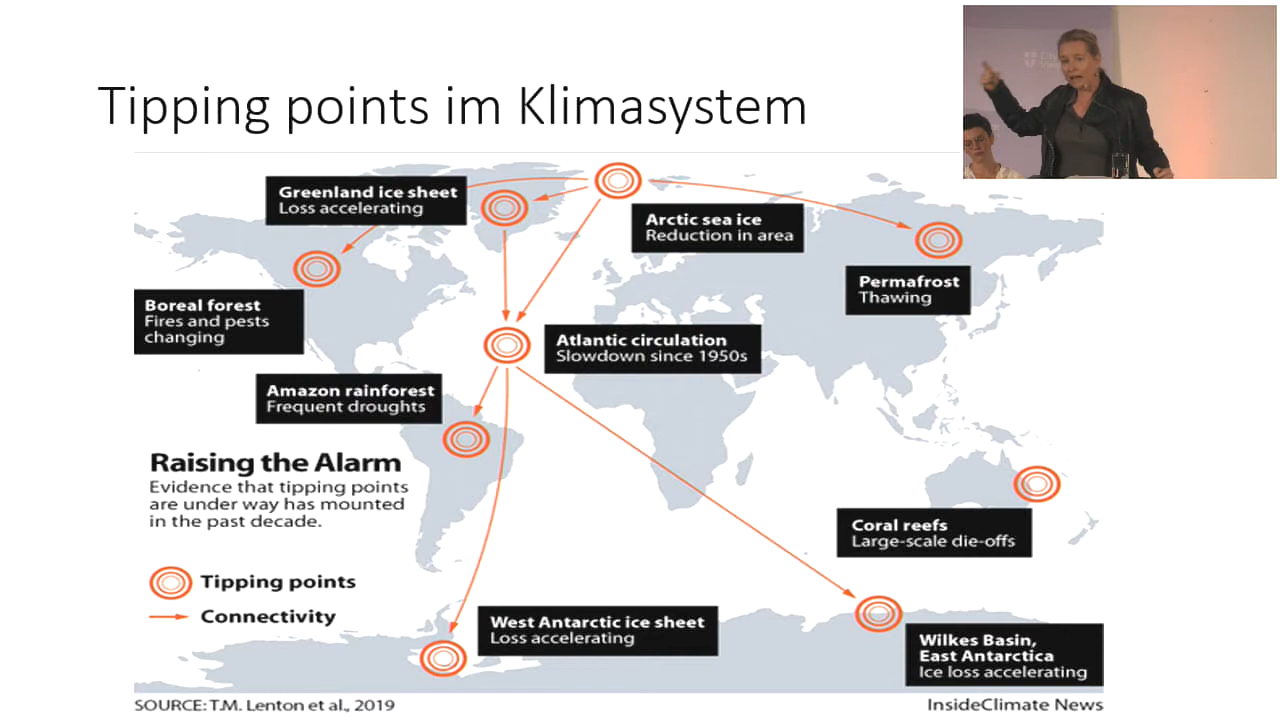 Tipping points im Klimasystem
Greenland ice sheet
Loss accelerating
Arctic sea ice
Reduction in area
Permafrost
Thawing
Boreal forest
Fires and pests
changing
Atlantic circulation
Slowdown since 1950s
Amazon rainforest
Frequent droughts
Raising the Alarm
Evidence that tipping points
are under way has mounted
in the past decade.
Coral reefs
Large-scale die-offs
Tipping points
Connectivity
West Antarctic ice sheet
Loss accelerating
Wilkes Basin,
East Antarctica
Ice loss accelerating
SOURCE: T.M. Lenton et al., 2019
InsideClimate News